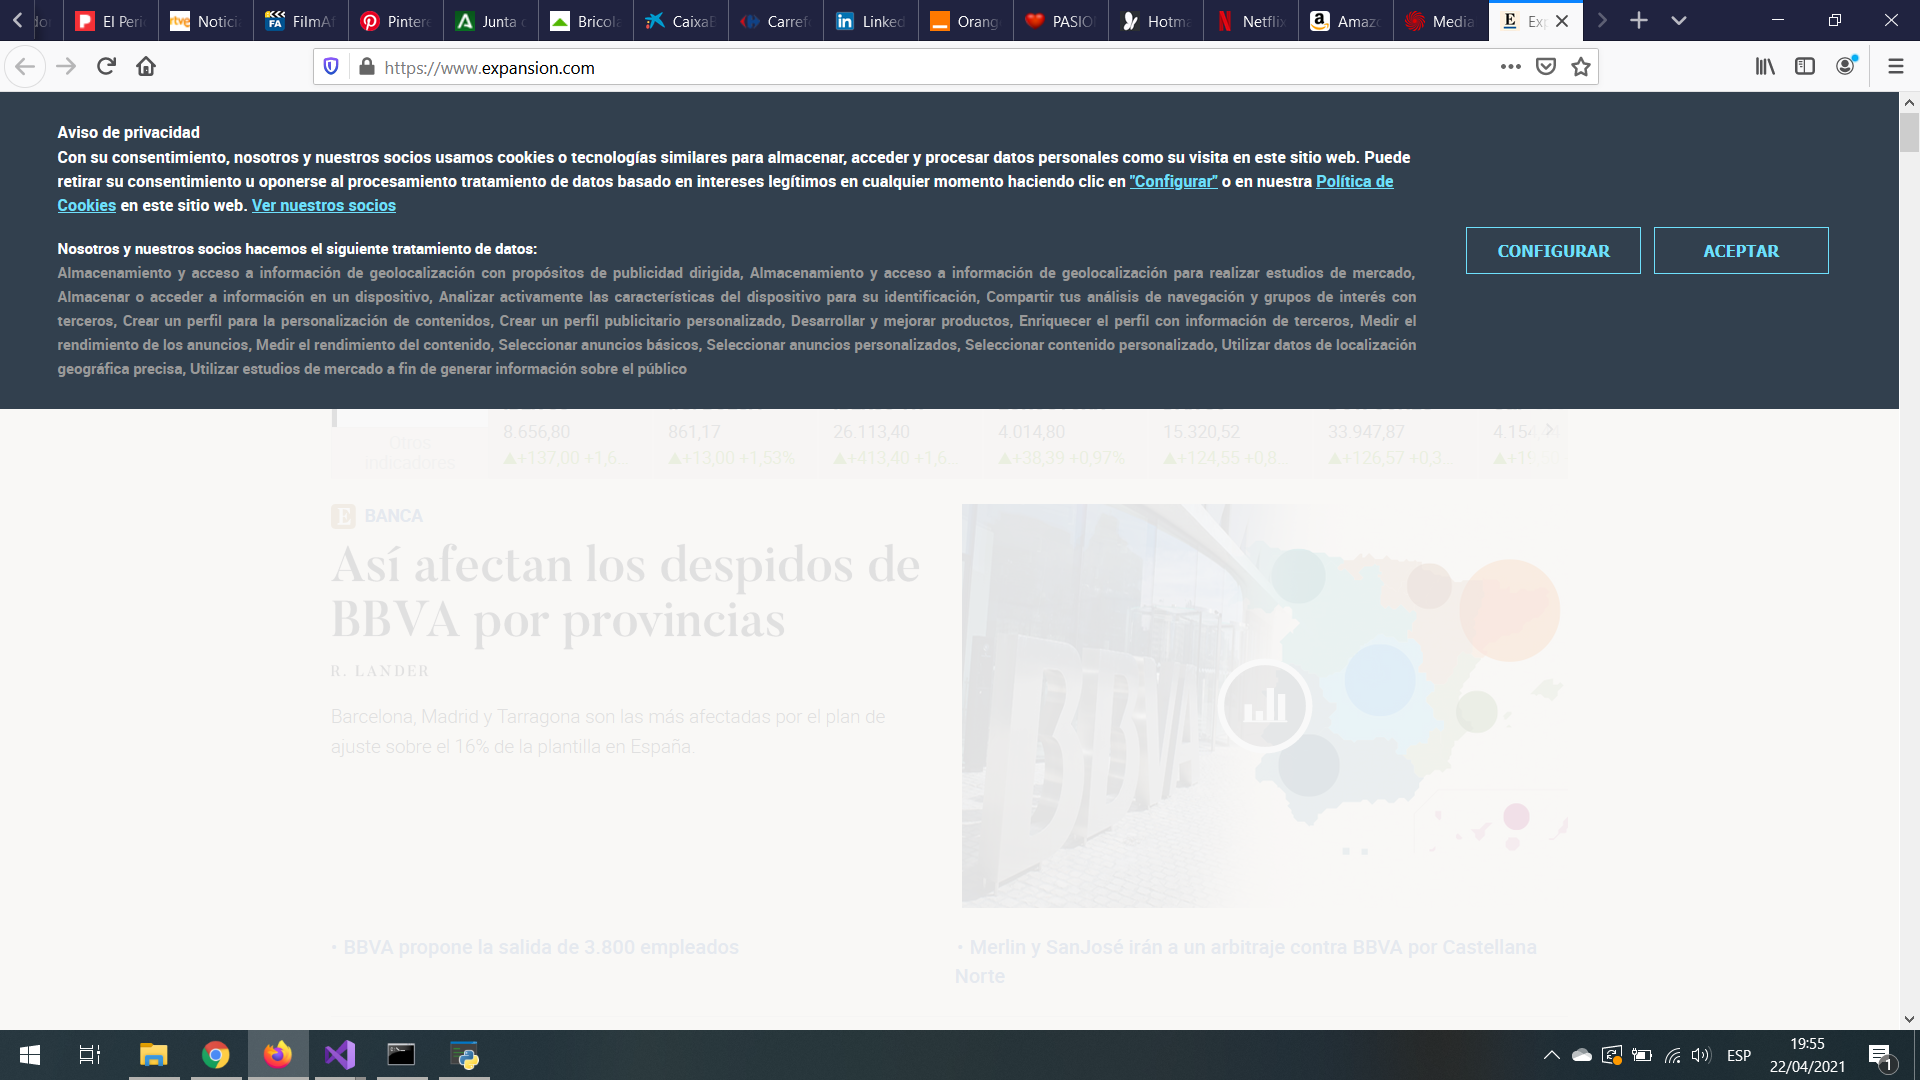 El Peri
Notici
FilmAf
Pintere
Junta d
Bricola
CaixaB
Carrefo
Linked
Orang
PASIO
Hotma
Netflix
Amazo
Media
Ex
https://www.expansion.com
Aviso de privacidad
Con su consentimiento, nosotros y nuestros socios usamos cookies o tecnologías similares para almacenar, acceder y procesar datos personales como su visita en este sitio web. Puede
retirar su consentimiento u oponerse al procesamiento tratamiento de datos basado en intereses legítimos en cualquier momento haciendo clic en "Configurar" o en nuestra Política de
Cookies en este sitio web. Ver nuestros socios
Nosotros y nuestros socios hacemos el siguiente tratamiento de datos:
Almacenamiento y acceso a información de geolocalización con propósitos de publicidad dirigida, Almacenamiento y acceso a información de geolocalización para realizar estudios de mercado,
Almacenar o acceder a información en un dispositivo, Analizar activamente las características del dispositivo para su identificación, Compartir tus análisis de navegación y grupos de interés con
terceros, Crear un perfil para la personalización de contenidos, Crear un perfil publicitario personalizado, Desarrollar y mejorar productos, Enriquecer el perfil con información de terceros, Medir el
rendimiento de los anuncios, Medir el rendimiento del contenido, Seleccionar anuncios básicos, Seleccionar anuncios personalizados, Seleccionar contenido personalizado, Utilizar datos de localización
geográfica precisa, Utilizar estudios de mercado a fin de generar información sobre el público
CONFIGURAR
ACEPTAR
Otros
indicadores
8.656,80
861,17
26.113,40
4.014,80
15.320,52
33.947,87
4.154
▲+137,00 +1,6...
▲+13,00 +1,53%
▲+413,40 +1,6...
▲+38,39 +0,97%
▲+124,55 +0,8...
▲+126,57 +0,3...
E BANCA
Así afectan los despidos de
BBVA por provincias
R. LANDER
Barcelona, Madrid y Tarragona son las más afectadas por el plan de
ajuste sobre el 16% de la plantilla en España.
BBVA
• BBVA propone la salida de 3.800 empleados
• Merlin y SanJosé irán a un arbitraje contra BBVA por Castellana
Norte
ESP
19:55
22/04/2021
1